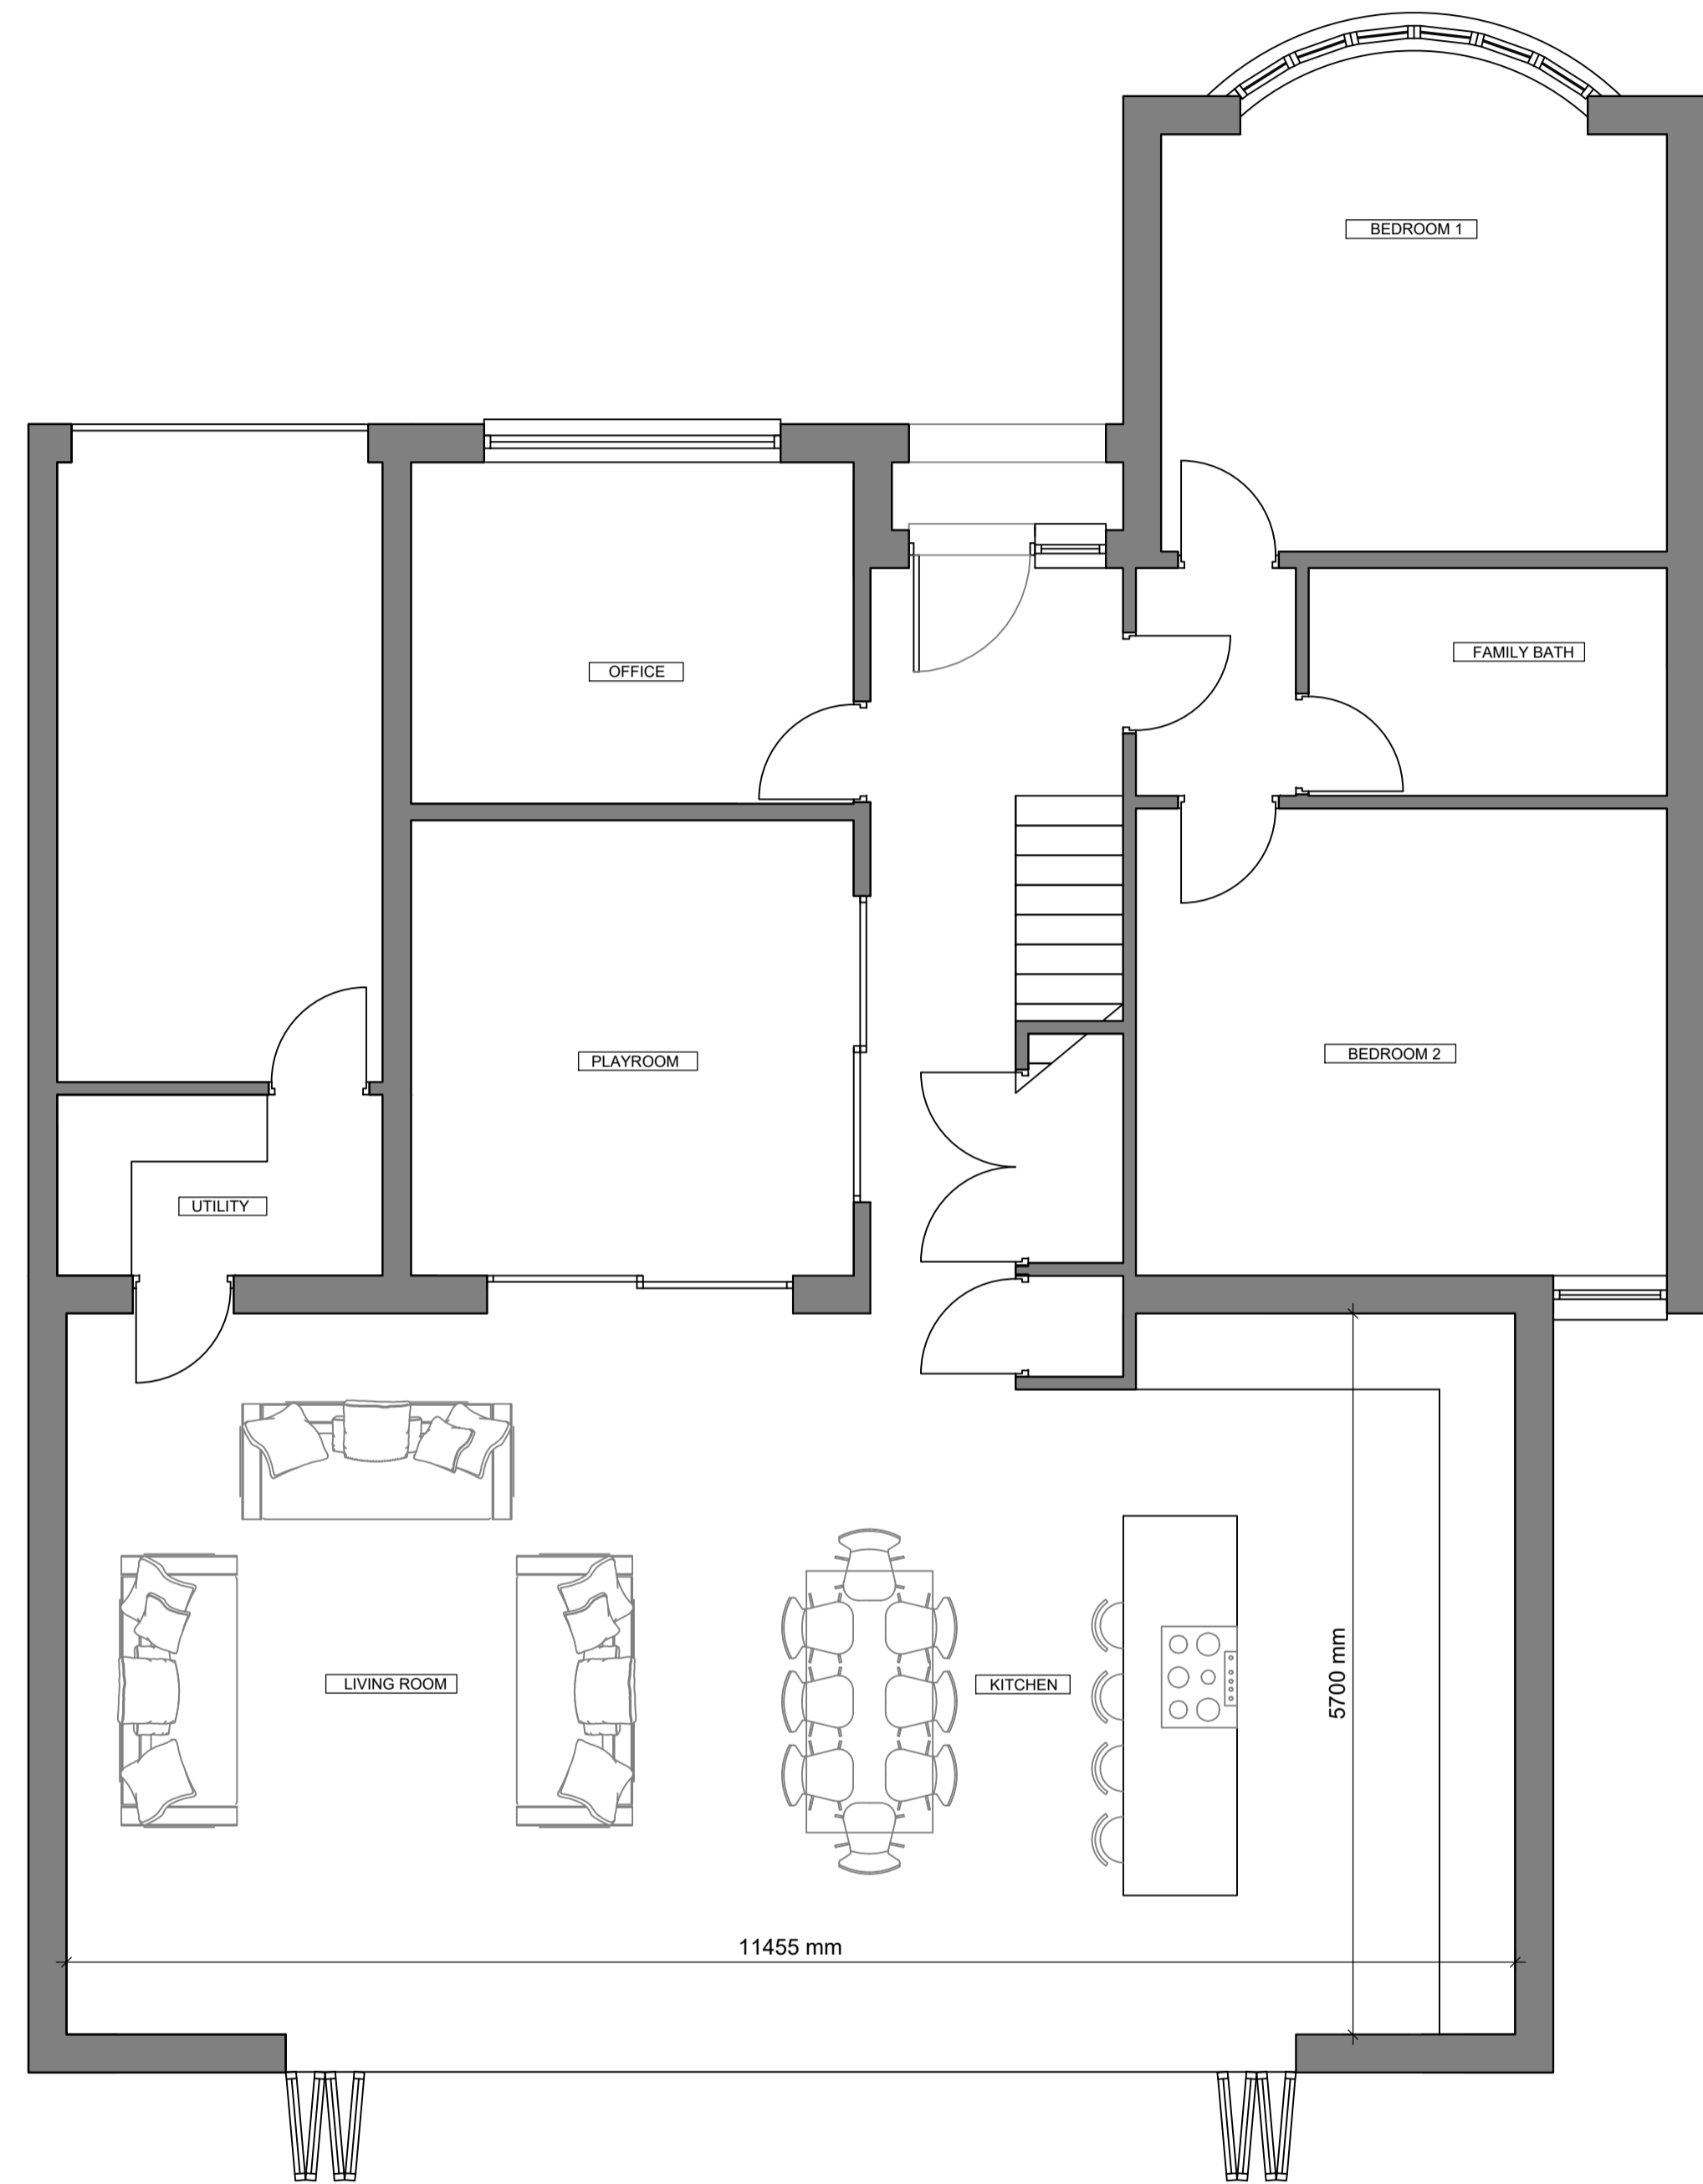 BEDROOM 1
FAMILY BATH
OFFICE
BEDROOM 2
PLAYROOM
UTILITY
LIVING ROOM
KITCHEN
5700 mm
11455 mm